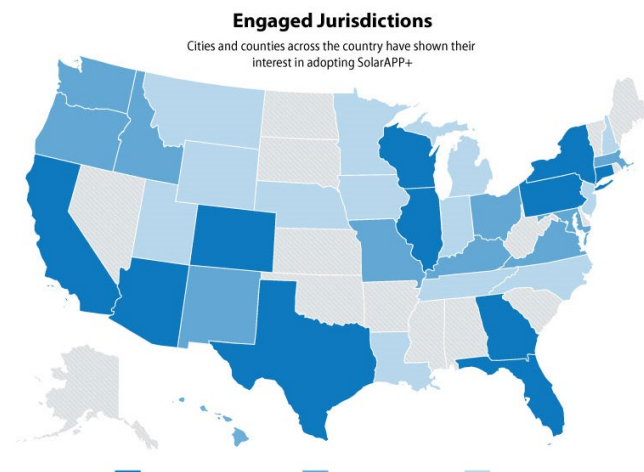 Engaged Jurisdictions
Cities and counties across the country have shown their
interest in adopting SolarAPP+